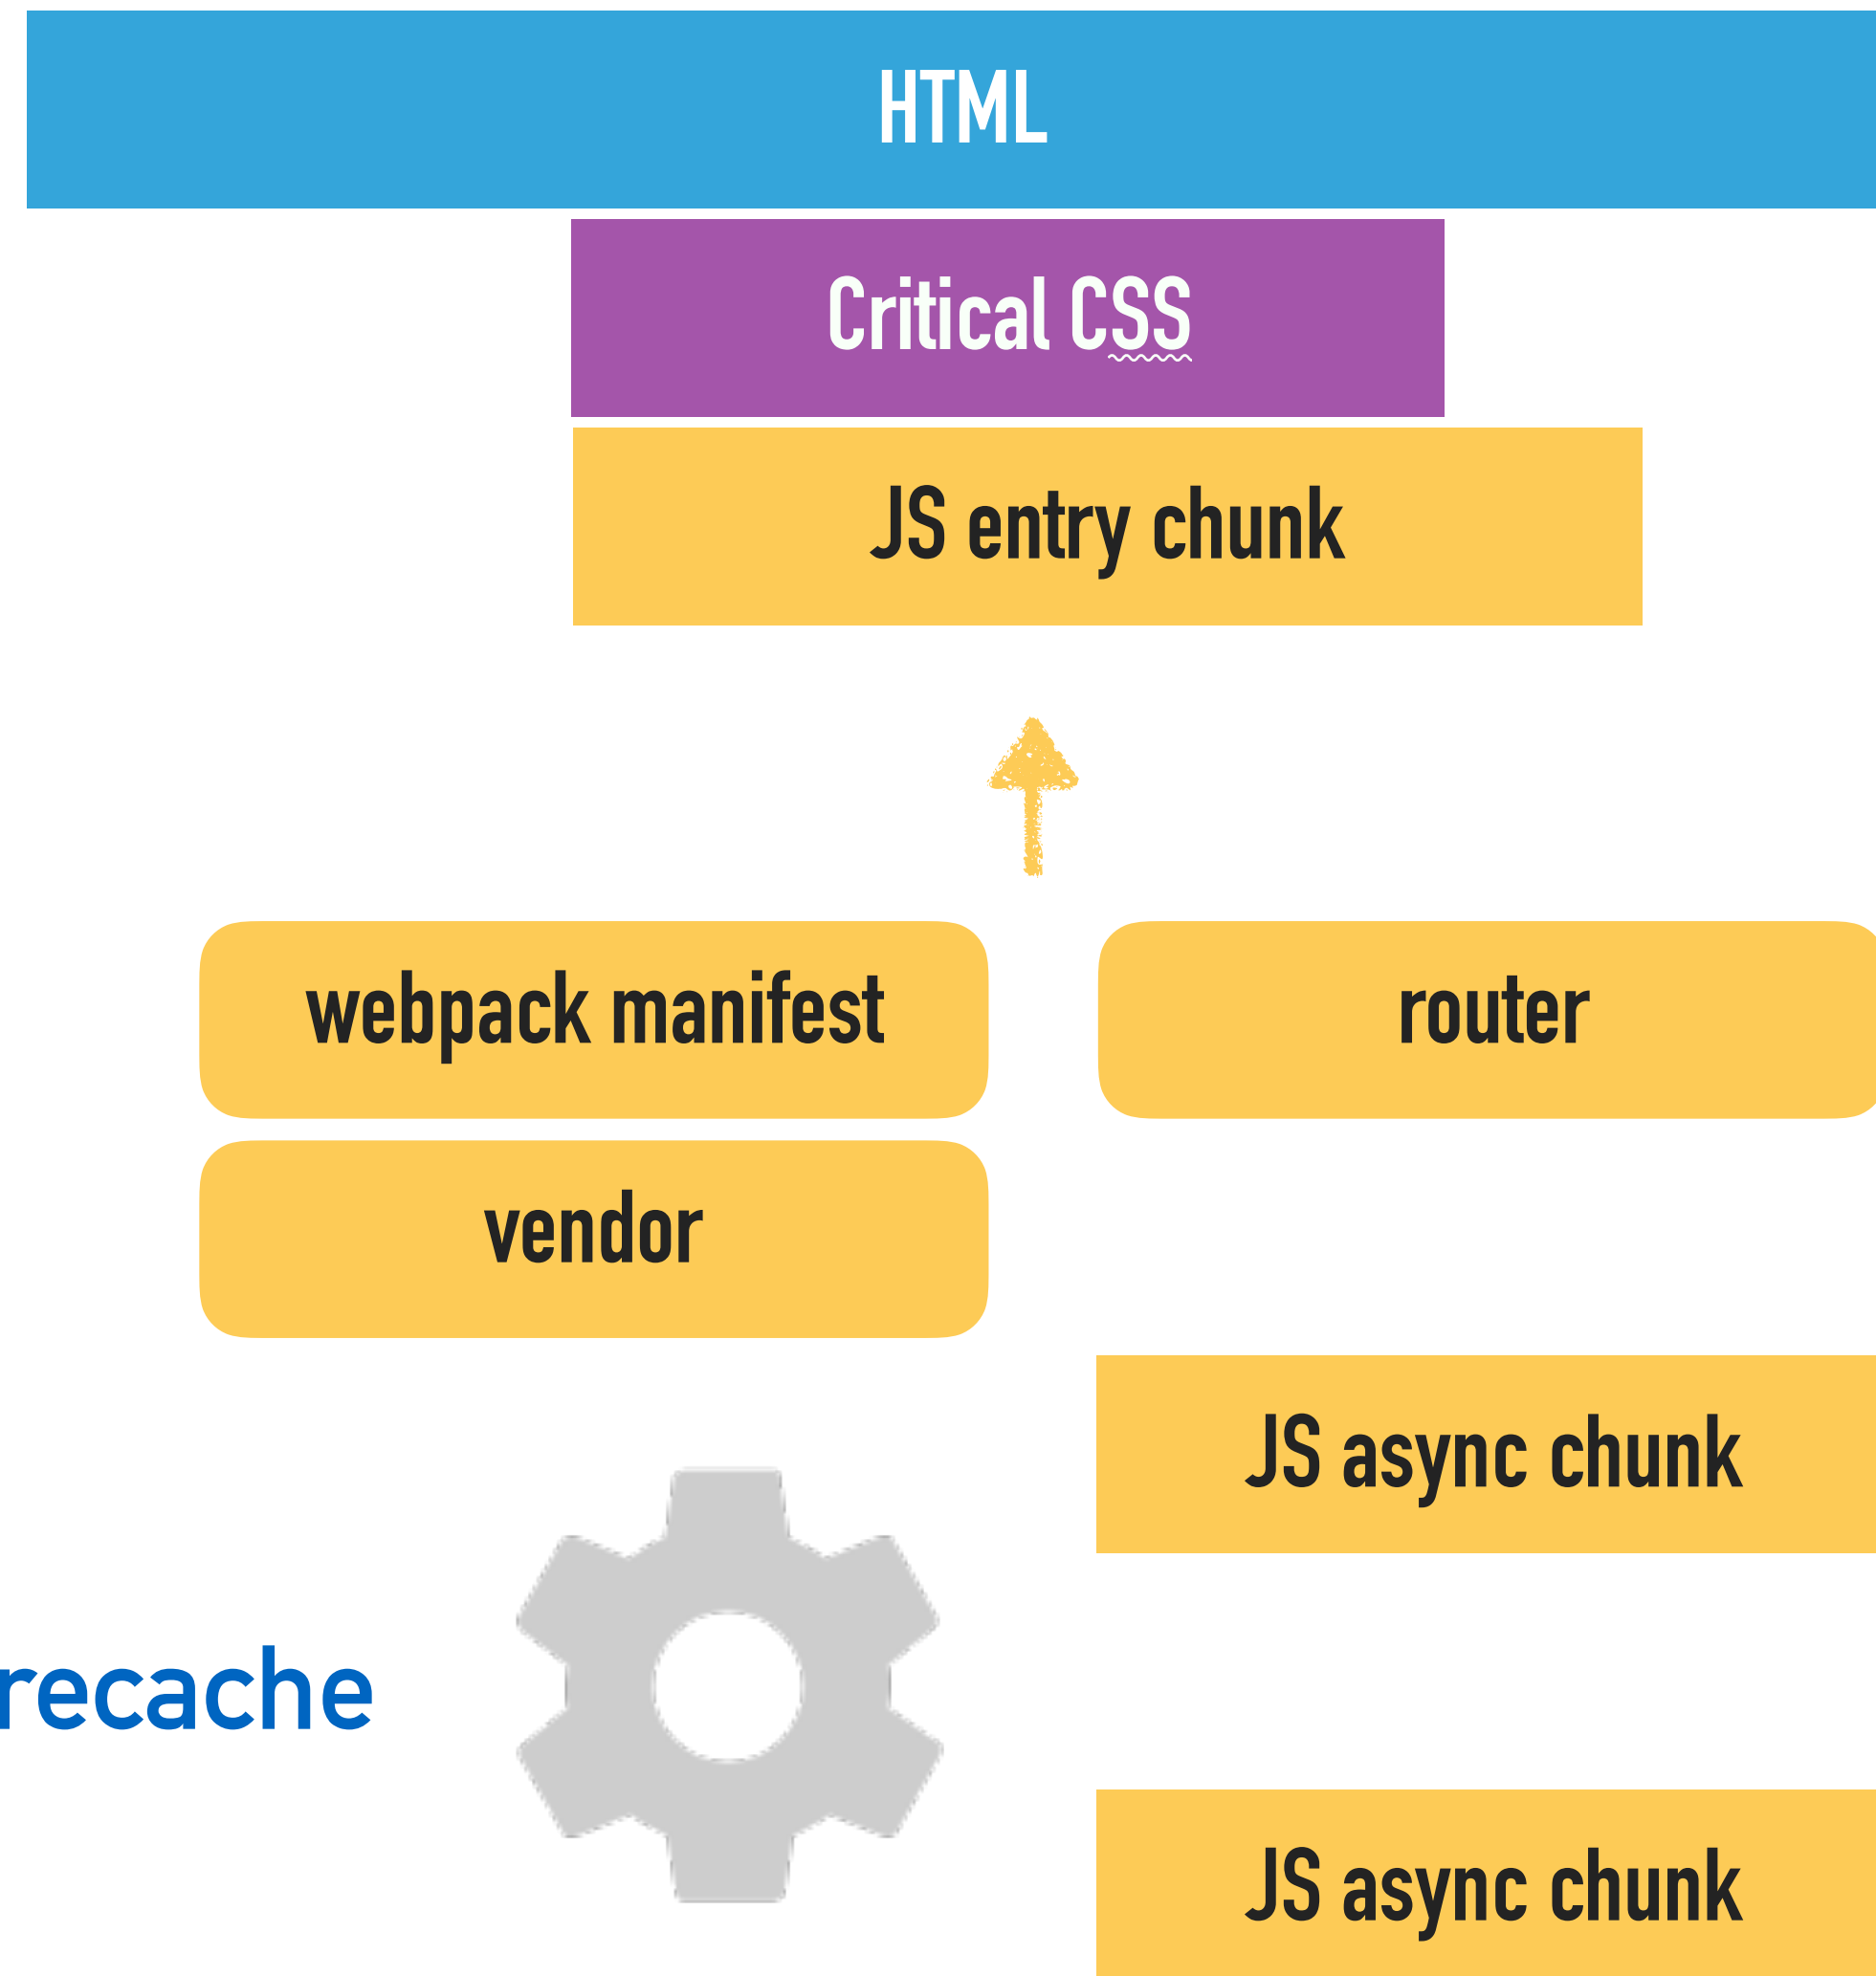 HTML
Critical CSS
JS entry chunk
webpack manifest
router
vendor
JS async chunk
recache
JS async chunk